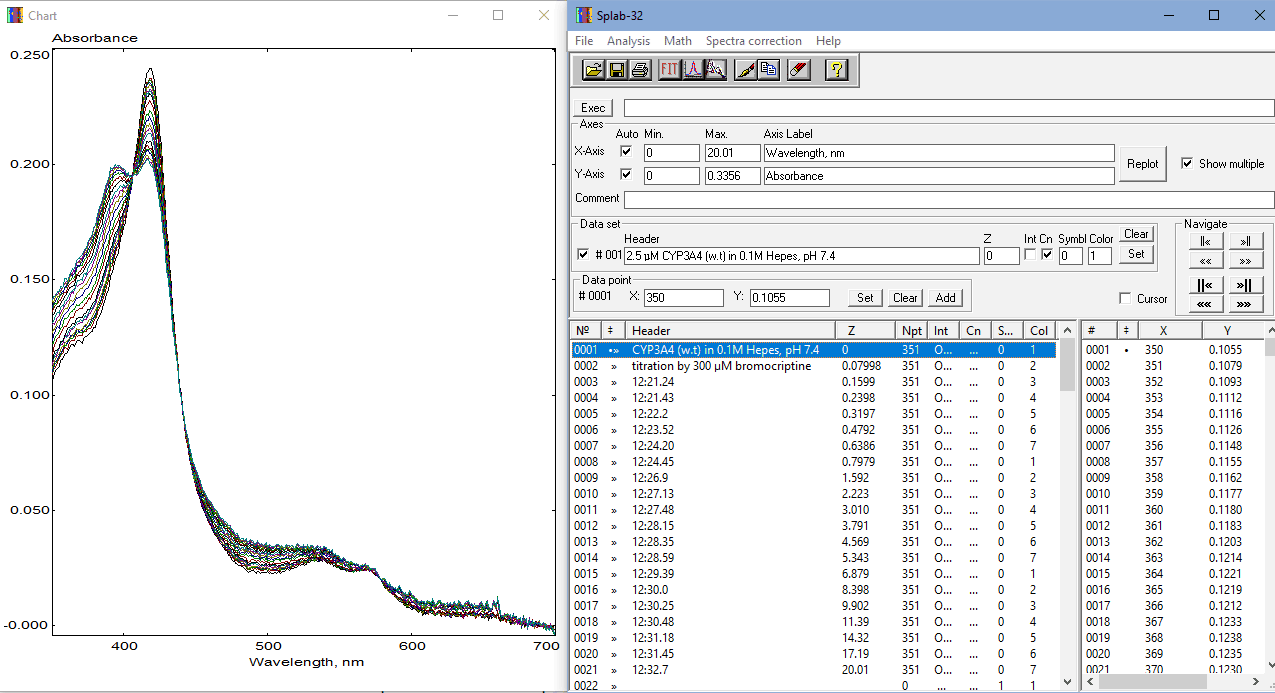 Chart
Absorbance
0.250
0.200
0.150
0.100
0.050
-0.000
400 500 600 700
Wavelength, nm
Splab-32
File Analysis Math Spectra correction Help
FIT ?
Exec
Axes
Auto Min. Max. Axis Label
X-Axis 0 20.01 Wavelength, nm
Y-Axis 0 0.3356 Absorbance
Replot Show multiple
Comment
Data set
Header Z Int Cn Symbl Color Clear
# 001 2.5 µM CYP3A4 (w.t) in 0.1M Hepes, pH 7.4 0 0 1 Set
Navigate
||« »||
«« »»
||« »||
«« »»
Data point
# 0001 X: 350 Y: 0.1055 Set Clear Add
Cursor
Nº ‡ Header Z Npt Int Cn S... Col
0001 •» CYP3A4 (w.t) in 0.1M Hepes, pH 7.4 0 351 O... ... 0 1
0002 » titration by 300 µM bromocriptine 0.07998 351 O... ... 0 2
0003 » 12:21.24 0.1599 351 O... ... 0 3
0004 » 12:21.43 0.2398 351 O... ... 0 4
0005 » 12:22.2 0.3197 351 O... ... 0 5
0006 » 12:23.52 0.4792 351 O... ... 0 6
0007 » 12:24.20 0.6386 351 O... ... 0 7
0008 » 12:24.45 0.7979 351 O... ... 0 1
0009 » 12:26.9 1.592 351 O... ... 0 2
0010 » 12:27.13 2.223 351 O... ... 0 3
0011 » 12:27.48 3.010 351 O... ... 0 4
0012 » 12:28.15 3.791 351 O... ... 0 5
0013 » 12:28.35 4.569 351 O... ... 0 6
0014 » 12:28.59 5.343 351 O... ... 0 7
0015 » 12:29.39 6.879 351 O... ... 0 1
0016 » 12:30.0 8.398 351 O... ... 0 2
0017 » 12:30.25 9.902 351 O... ... 0 3
0018 » 12:30.48 11.39 351 O... ... 0 4
0019 » 12:31.18 14.32 351 O... ... 0 5
0020 » 12:31.45 17.19 351 O... ... 0 6
0021 » 12:32.7 20.01 351 O... ... 0 7
0022 » 0 ... ... 1 1
# ‡ X Y
0001 • 350 0.1055
0002 351 0.1079
0003 352 0.1093
0004 353 0.1112
0005 354 0.1116
0006 355 0.1126
0007 356 0.1148
0008 357 0.1155
0009 358 0.1162
0010 359 0.1177
0011 360 0.1180
0012 361 0.1183
0013 362 0.1203
0014 363 0.1214
0015 364 0.1221
0016 365 0.1219
0017 366 0.1212
0018 367 0.1233
0019 368 0.1238
0020 369 0.1235
0021 370 0.1230